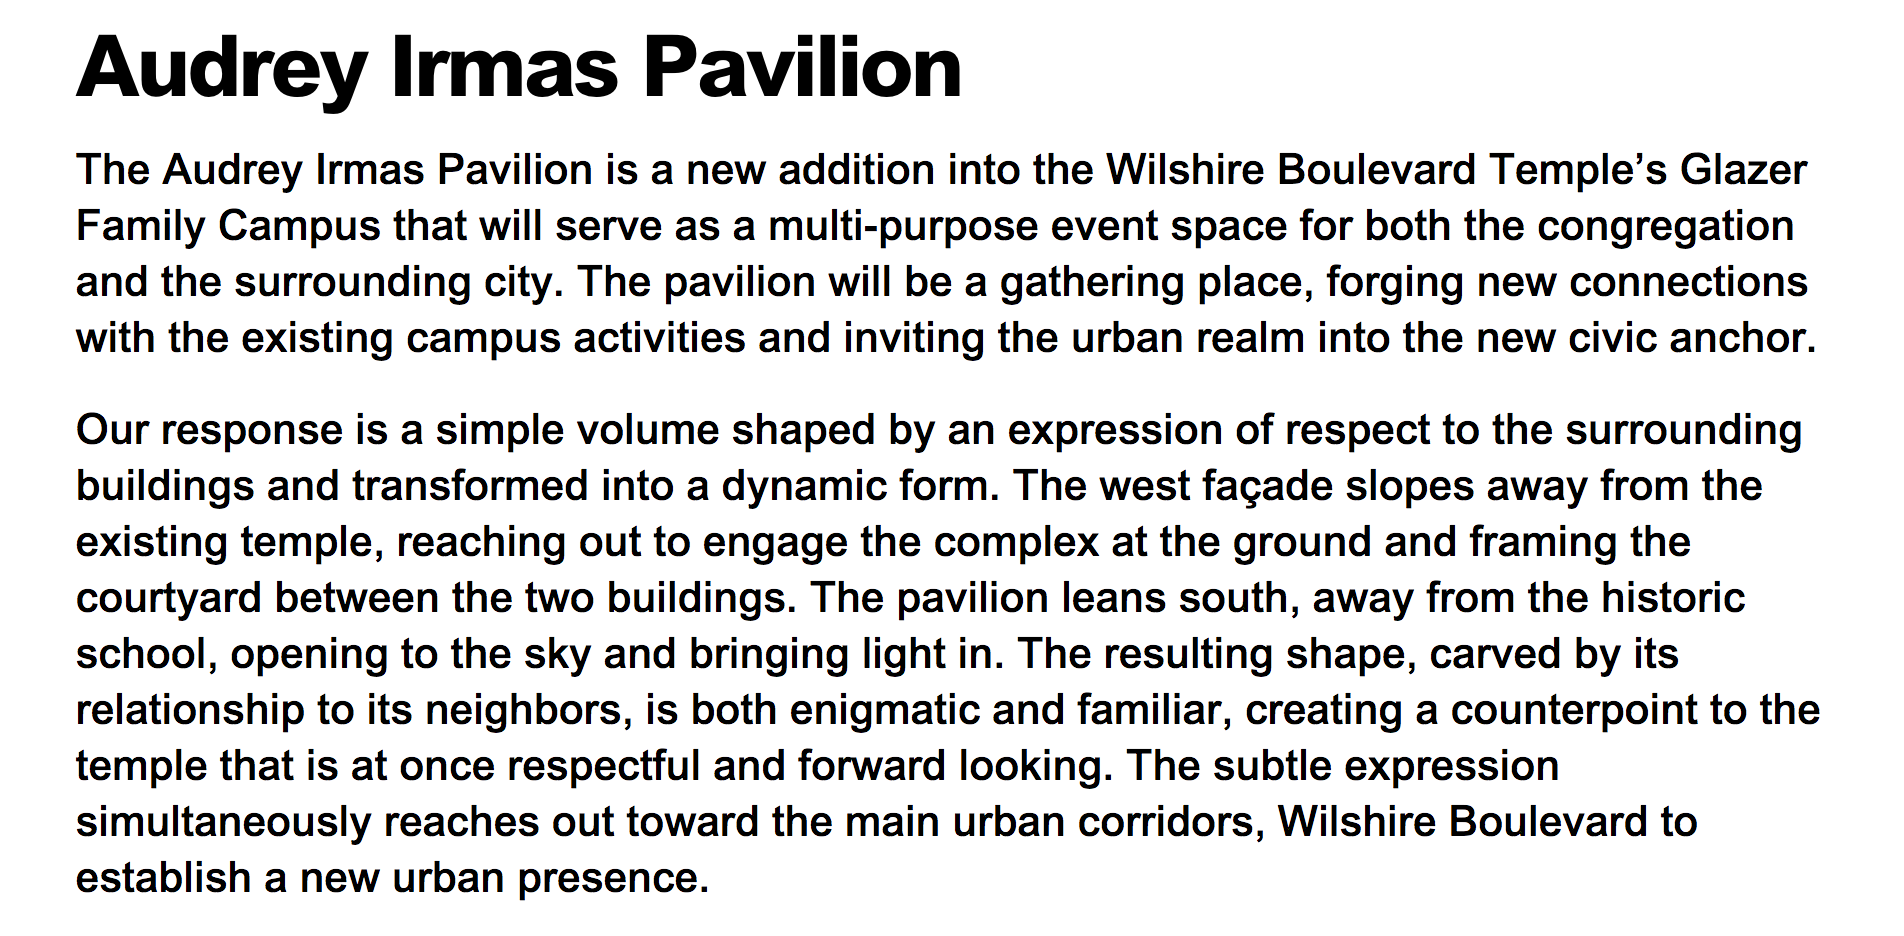 Audrey Irmas Pavilion
The Audrey Irmas Pavilion is a new addition into the Wilshire Boulevard Temple’s Glazer
Family Campus that will serve as a multi-purpose event space for both the congregation
and the surrounding city. The pavilion will be a gathering place, forging new connections
with the existing campus activities and inviting the urban realm into the new civic anchor.
Our response is a simple volume shaped by an expression of respect to the surrounding
buildings and transformed into a dynamic form. The west façade slopes away from the
existing temple, reaching out to engage the complex at the ground and framing the
courtyard between the two buildings. The pavilion leans south, away from the historic
school, opening to the sky and bringing light in. The resulting shape, carved by its
relationship to its neighbors, is both enigmatic and familiar, creating a counterpoint to the
temple that is at once respectful and forward looking. The subtle expression
simultaneously reaches out toward the main urban corridors, Wilshire Boulevard to
establish a new urban presence.